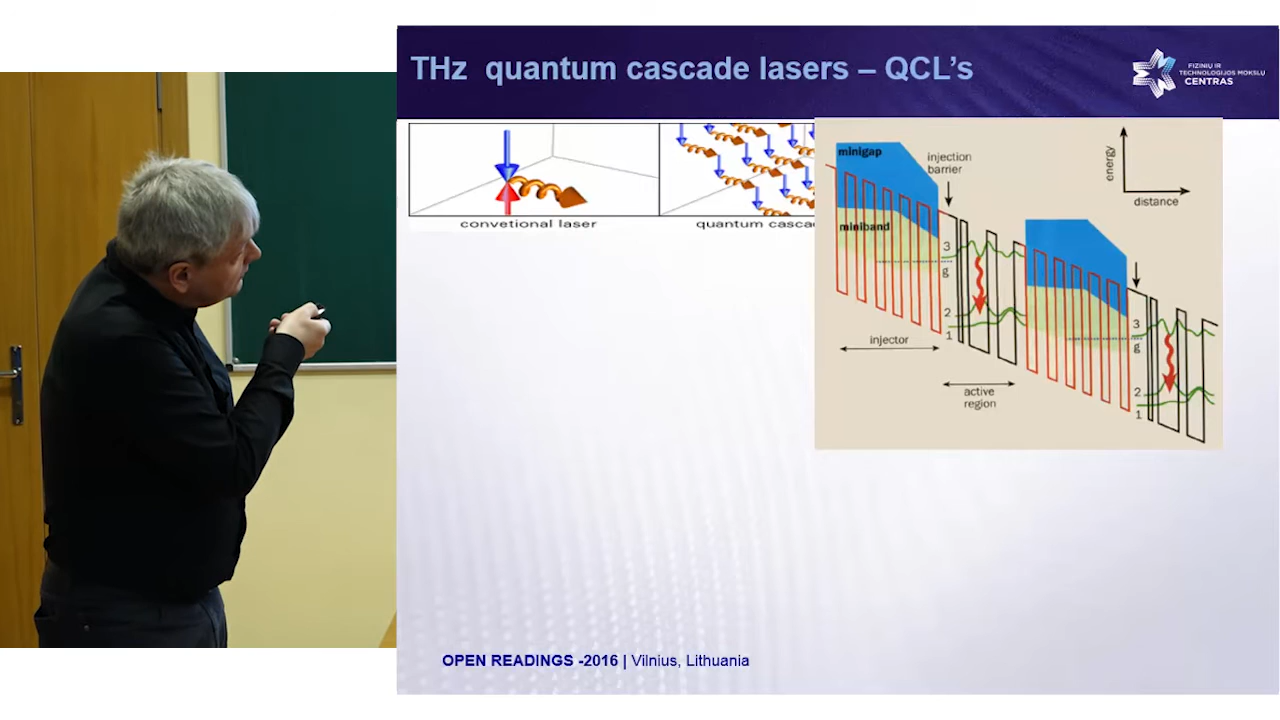 THz quantum cascade lasers – QCL's
FIZINIŲ IR
TECHNOLOGIJOS MOKSLŲ
CENTRAS
convetional laser
quantum casca
minigap
miniband
injection
barrier
energy
distance
3
g
2
1
injector
active
region
3
g
2
1
OPEN READINGS -2016 | Vilnius, Lithuania